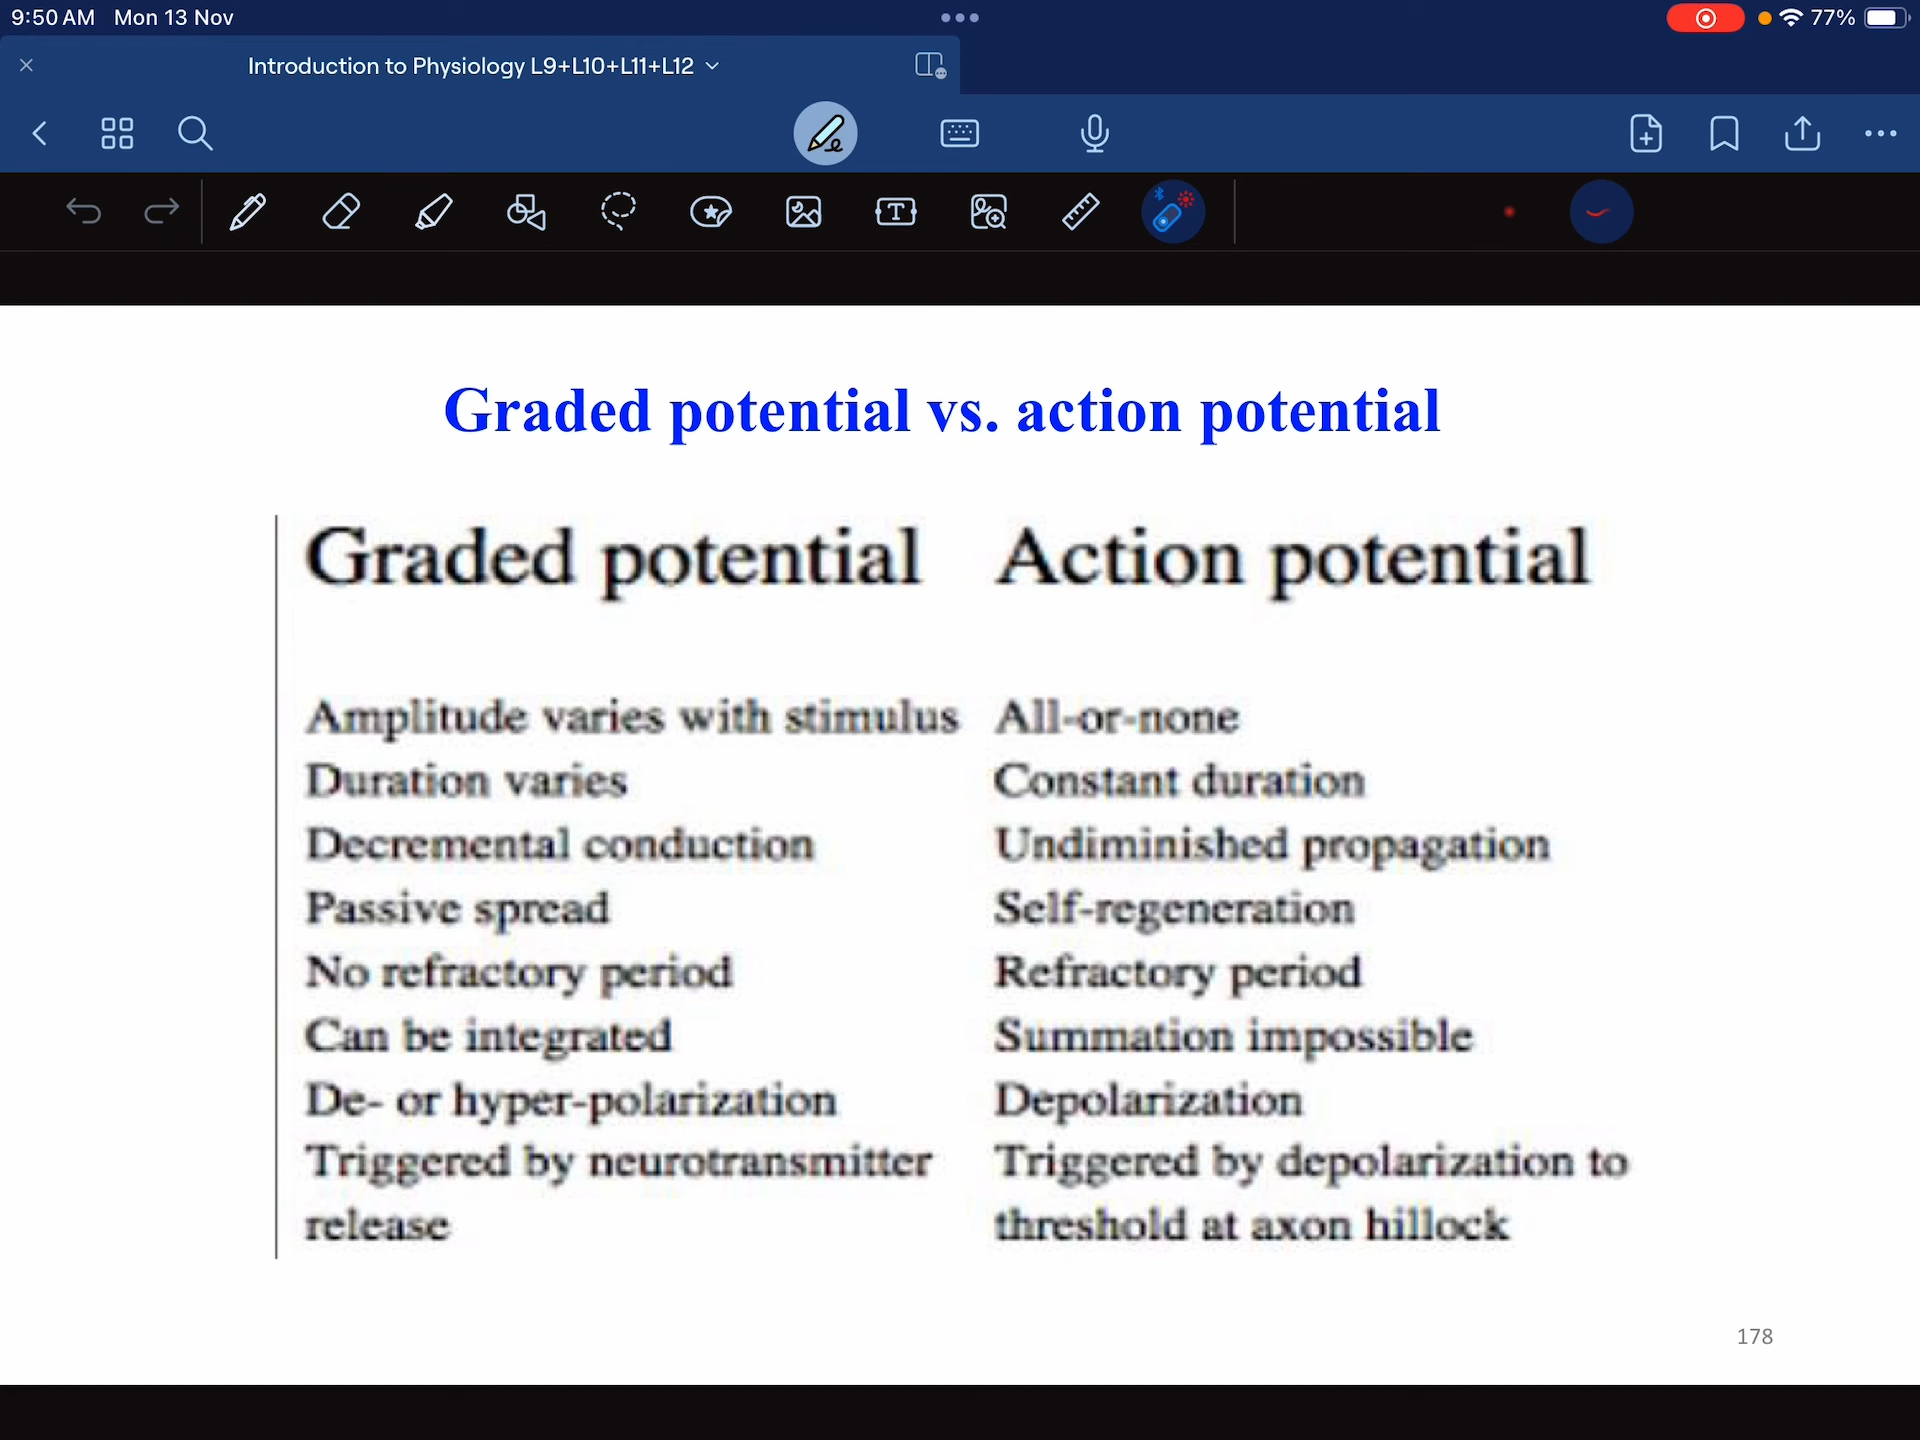 9:50 AM Mon 13 Nov
77%
Introduction to Physiology L9+L10+L11+L12
Graded potential vs. action potential
Graded potential Action potential
Amplitude varies with stimulus All-or-none
Duration varies Constant duration
Decremental conduction Undiminished propagation
Passive spread Self-regeneration
No refractory period Refractory period
Can be integrated Summation impossible
De- or hyper-polarization Depolarization
Triggered by neurotransmitter Triggered by depolarization to
release threshold at axon hillock
178